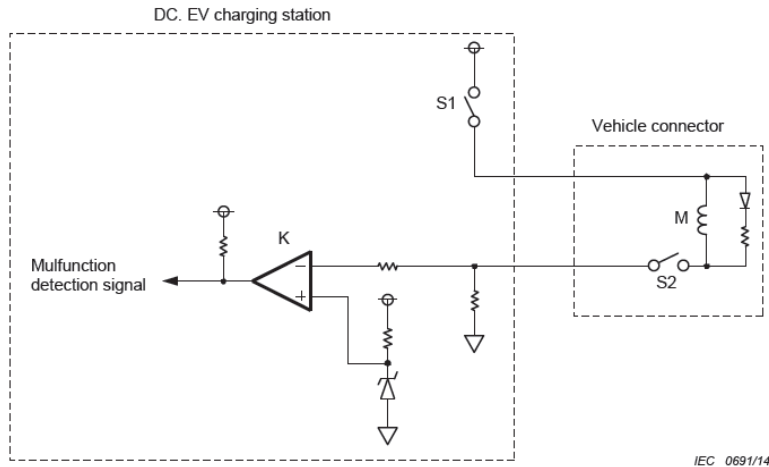 DC. EV charging station
S1
Vehicle connector
M
K
S2
Mulfunction
detection signal
IEC 0691/14